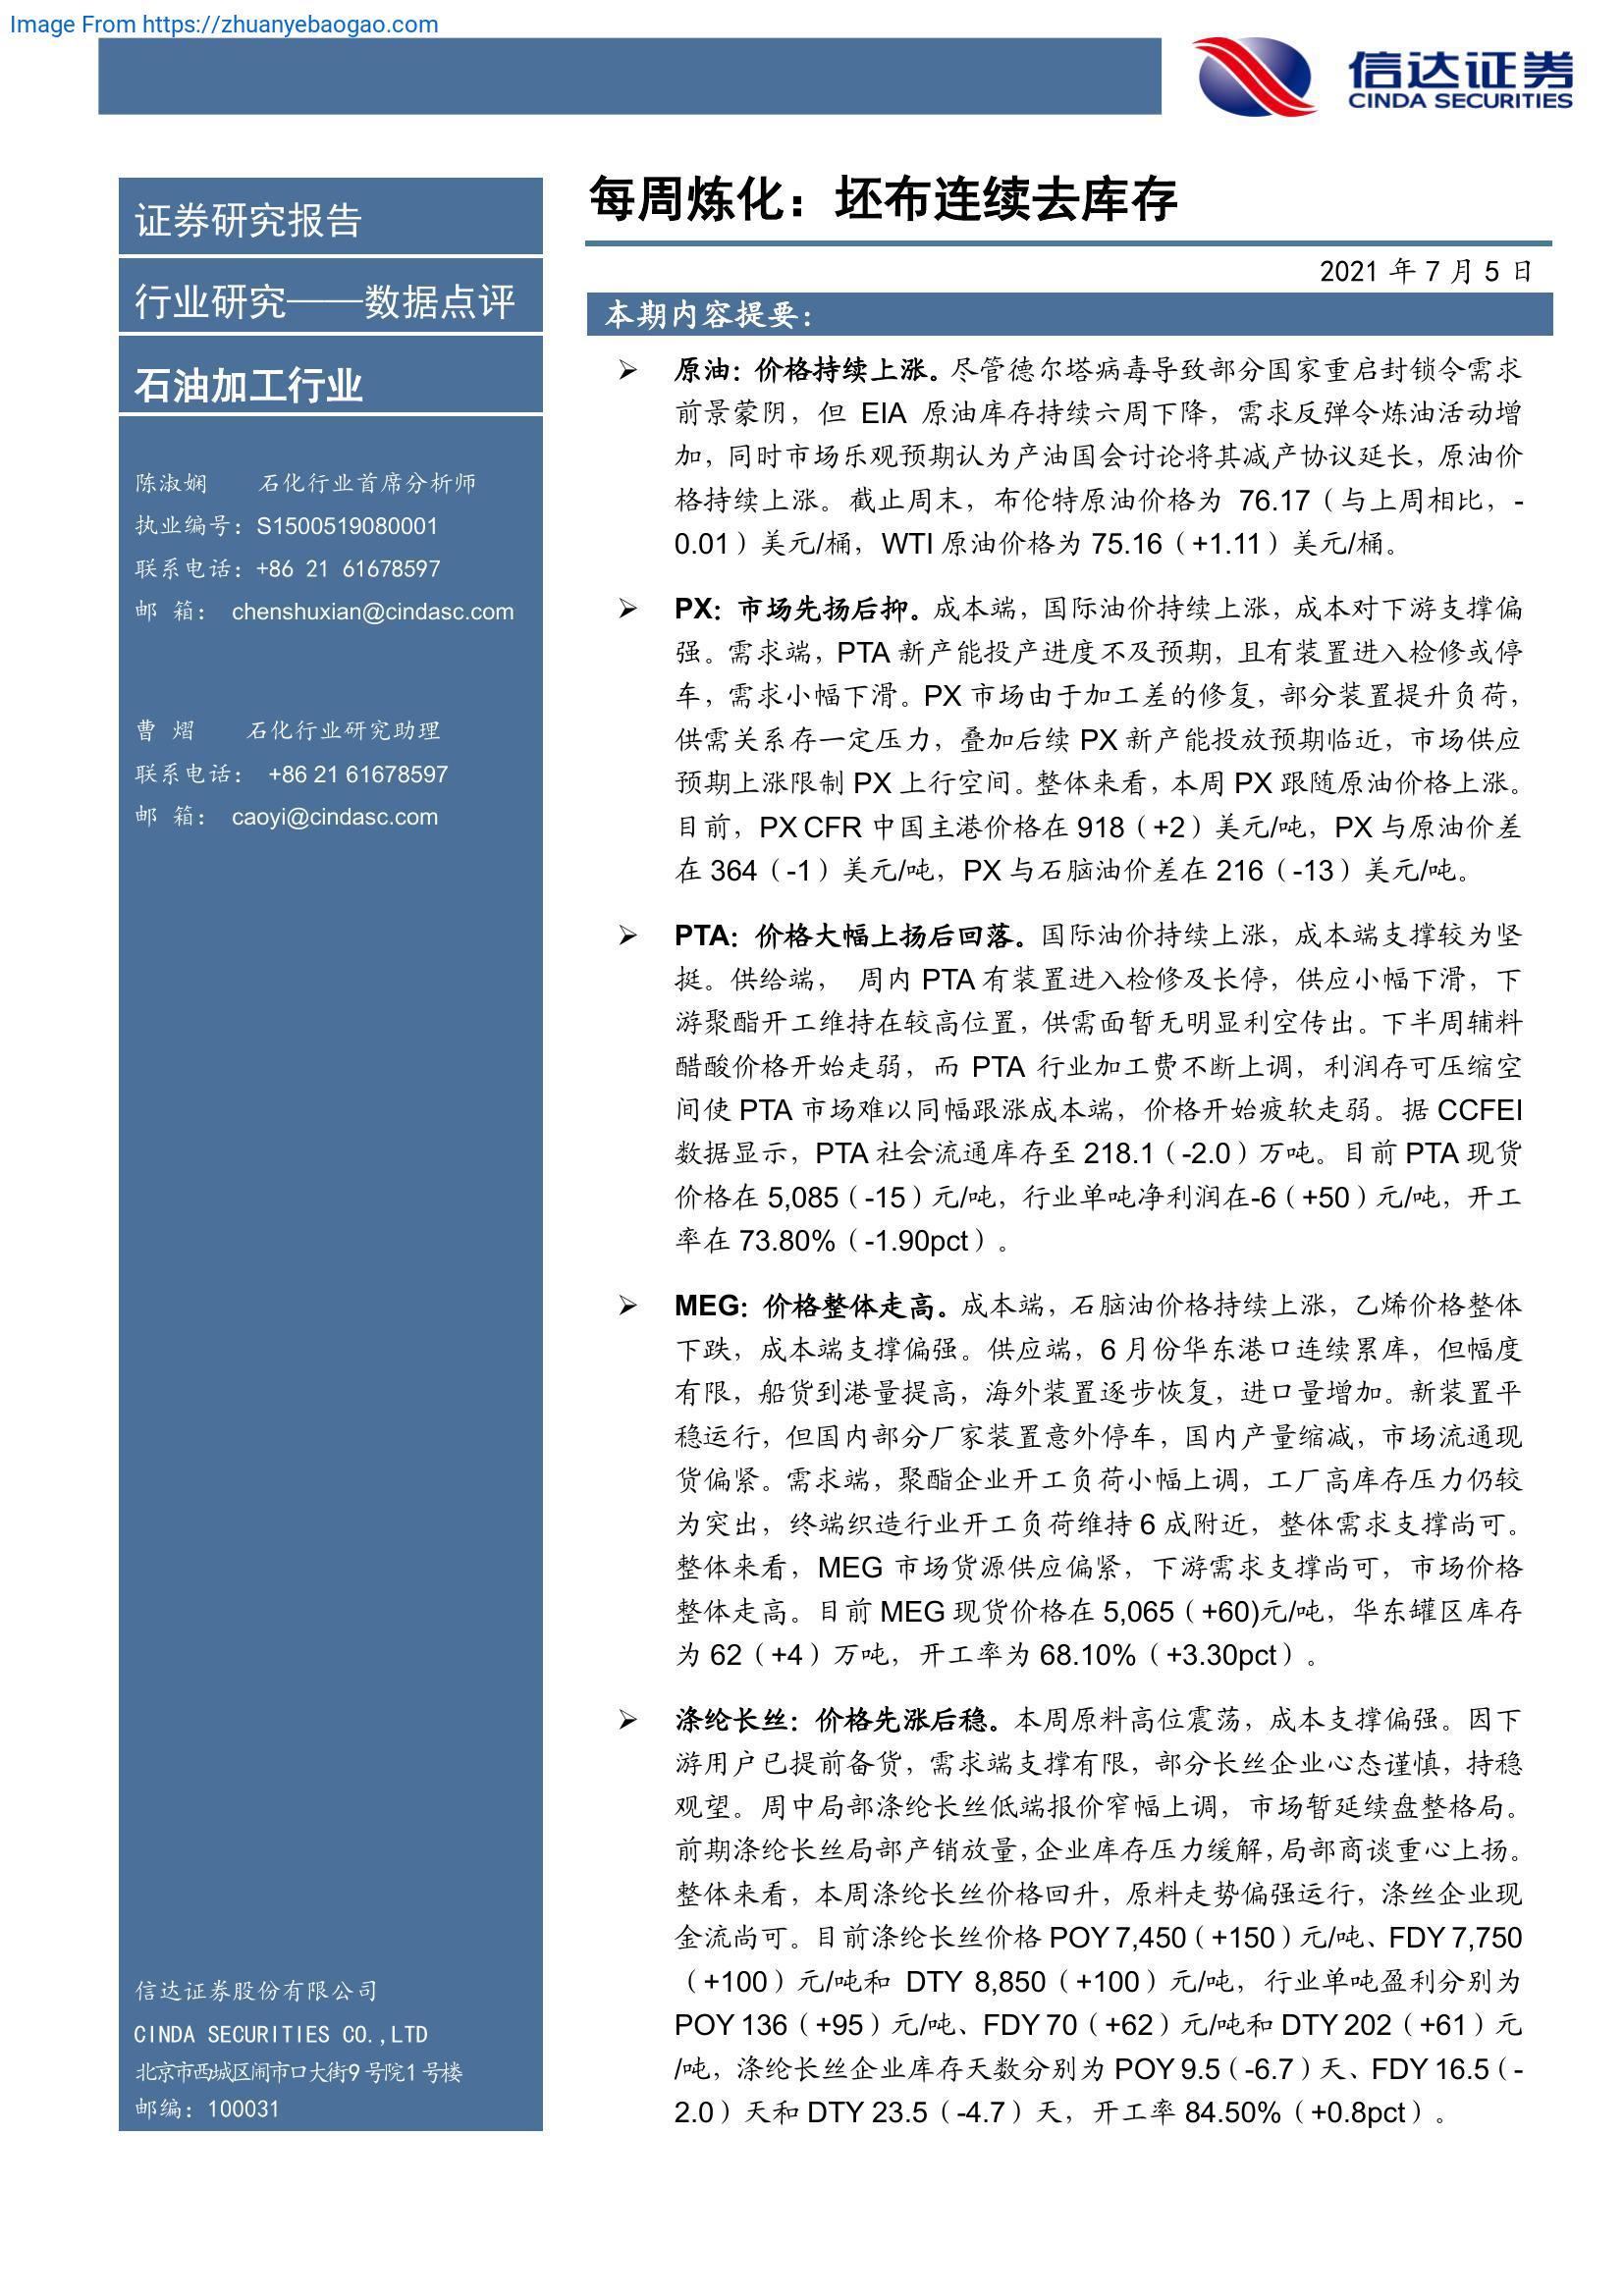 Image From https://zhuanyebaogao.com
信达证券
CINDA SECURITIES
证券研究报告
行业研究——数据点评
石油加工行业
陈淑娴 石化行业首席分析师
执业编号：S1500519080001
联系电话：+86 21 61678597
邮 箱： chenshuxian@cindasc.com
曹 熠 石化行业研究助理
联系电话： +86 21 61678597
邮 箱： caoyi@cindasc.com
信达证券股份有限公司
CINDA SECURITIES CO.,LTD
北京市西城区闹市口大街9号院1号楼
邮编：100031
每周炼化：坯布连续去库存
2021 年 7 月 5 日
本期内容提要：
➢ 原油：价格持续上涨。尽管德尔塔病毒导致部分国家重启封锁令需求
前景蒙阴，但 EIA 原油库存持续六周下降，需求反弹令炼油活动增
加，同时市场乐观预期认为产油国会讨论将其减产协议延长，原油价
格持续上涨。截止周末，布伦特原油价格为 76.17（与上周相比，-
0.01）美元/桶，WTI 原油价格为 75.16（+1.11）美元/桶。
➢ PX：市场先扬后抑。成本端，国际油价持续上涨，成本对下游支撑偏
强。需求端，PTA 新产能投产进度不及预期，且有装置进入检修或停
车，需求小幅下滑。PX 市场由于加工差的修复，部分装置提升负荷，
供需关系存一定压力，叠加后续 PX 新产能投放预期临近，市场供应
预期上涨限制 PX 上行空间。整体来看，本周 PX 跟随原油价格上涨。
目前，PX CFR 中国主港价格在 918（+2）美元/吨，PX 与原油价差
在 364（-1）美元/吨，PX 与石脑油价差在 216（-13）美元/吨。
➢ PTA：价格大幅上扬后回落。国际油价持续上涨，成本端支撑较为坚
挺。供给端， 周内 PTA 有装置进入检修及长停，供应小幅下滑，下
游聚酯开工维持在较高位置，供需面暂无明显利空传出。下半周辅料
醋酸价格开始走弱，而 PTA 行业加工费不断上调，利润存可压缩空
间使 PTA 市场难以同幅跟涨成本端，价格开始疲软走弱。据 CCFEI
数据显示，PTA 社会流通库存至 218.1（-2.0）万吨。目前 PTA 现货
价格在 5,085（-15）元/吨，行业单吨净利润在-6（+50）元/吨，开工
率在 73.80%（-1.90pct）。
➢ MEG：价格整体走高。成本端，石脑油价格持续上涨，乙烯价格整体
下跌，成本端支撑偏强。供应端，6 月份华东港口连续累库，但幅度
有限，船货到港量提高，海外装置逐步恢复，进口量增加。新装置平
稳运行，但国内部分厂家装置意外停车，国内产量缩减，市场流通现
货偏紧。需求端，聚酯企业开工负荷小幅上调，工厂高库存压力仍较
为突出，终端织造行业开工负荷维持 6 成附近，整体需求支撑尚可。
整体来看，MEG 市场货源供应偏紧，下游需求支撑尚可，市场价格
整体走高。目前 MEG 现货价格在 5,065（+60)元/吨，华东罐区库存
为 62（+4）万吨，开工率为 68.10%（+3.30pct）。
➢ 涤纶长丝：价格先涨后稳。本周原料高位震荡，成本支撑偏强。因下
游用户已提前备货，需求端支撑有限，部分长丝企业心态谨慎，持稳
观望。周中局部涤纶长丝低端报价窄幅上调，市场暂延续盘整格局。
前期涤纶长丝局部产销放量，企业库存压力缓解，局部商谈重心上扬。
整体来看，本周涤纶长丝价格回升，原料走势偏强运行，涤丝企业现
金流尚可。目前涤纶长丝价格 POY 7,450（+150）元/吨、FDY 7,750
（+100）元/吨和 DTY 8,850（+100）元/吨，行业单吨盈利分别为
POY 136（+95）元/吨、FDY 70（+62）元/吨和 DTY 202（+61）元
/吨，涤纶长丝企业库存天数分别为 POY 9.5（-6.7）天、FDY 16.5（-
2.0）天和 DTY 23.5（-4.7）天，开工率 84.50%（+0.8pct）。